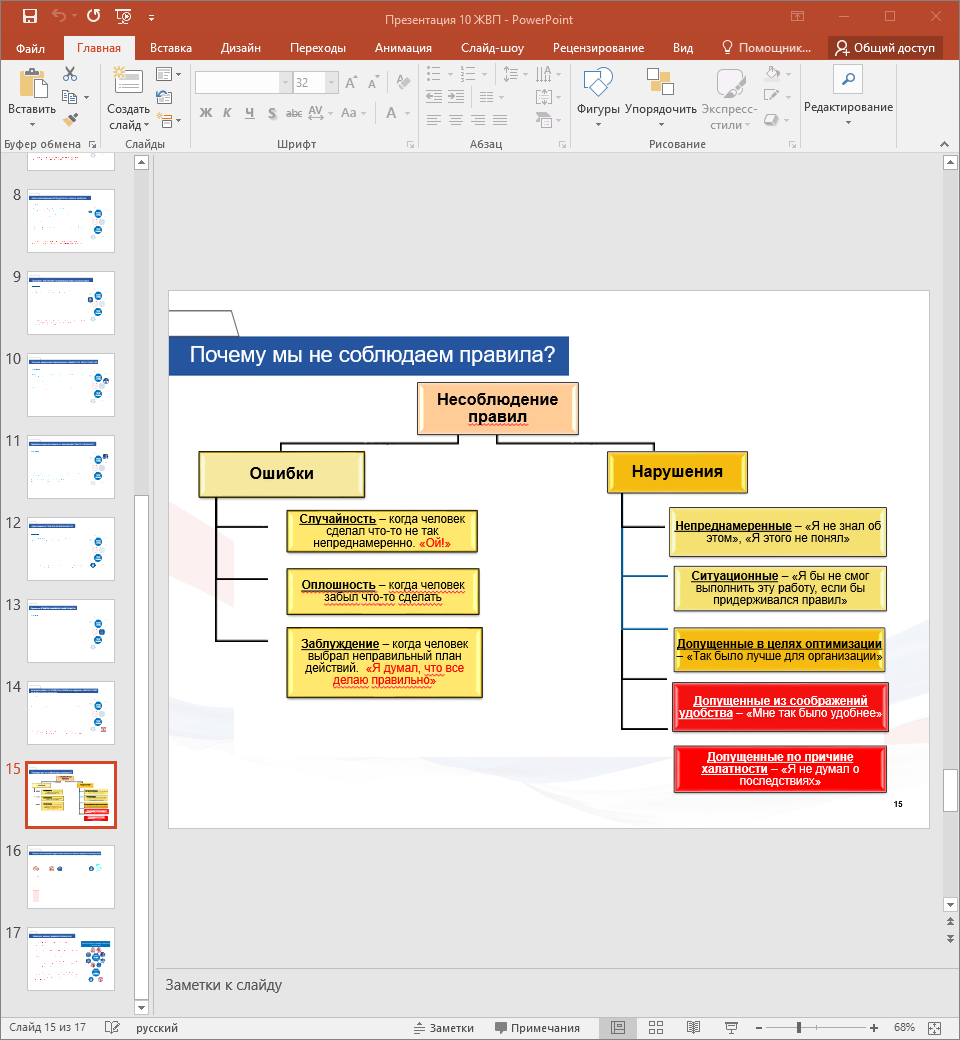 Презентация 10 ЖВП - PowerPoint
Файл
Главная
Вставка
Дизайн
Переходы
Анимация
Слайд-шоу
Рецензирование
Вид
Помощник...
Общий доступ
Вставить
Создать
слайд
32
Ж К Ч S abc AV Aa A
Фигуры
Упорядочить
Экспресс-
стили
Редактирование
Буфер обмена
Слайды
Шрифт
Абзац
Рисование
8
9
10
11
12
13
14
15
16
17
Почему мы не соблюдаем правила?
Несоблюдение
правил
Ошибки
Случайность – когда человек
сделал что-то не так
непреднамеренно. «Ой!»
Оплошность – когда человек
забыл что-то сделать
Заблуждение – когда человек
выбрал неправильный план
действий. «Я думал, что все
делаю правильно»
Нарушения
Непреднамеренные – «Я не знал об
этом», «Я этого не понял»
Ситуационные – «Я бы не смог
выполнить эту работу, если бы
придерживался правил»
Допущенные в целях оптимизации
– «Так было лучше для организации»
Допущенные из соображений
удобства – «Мне так было удобнее»
Допущенные по причине
халатности – «Я не думал о
последствиях»
15
Заметки к слайду
Слайд 15 из 17
русский
Заметки
Примечания
68%